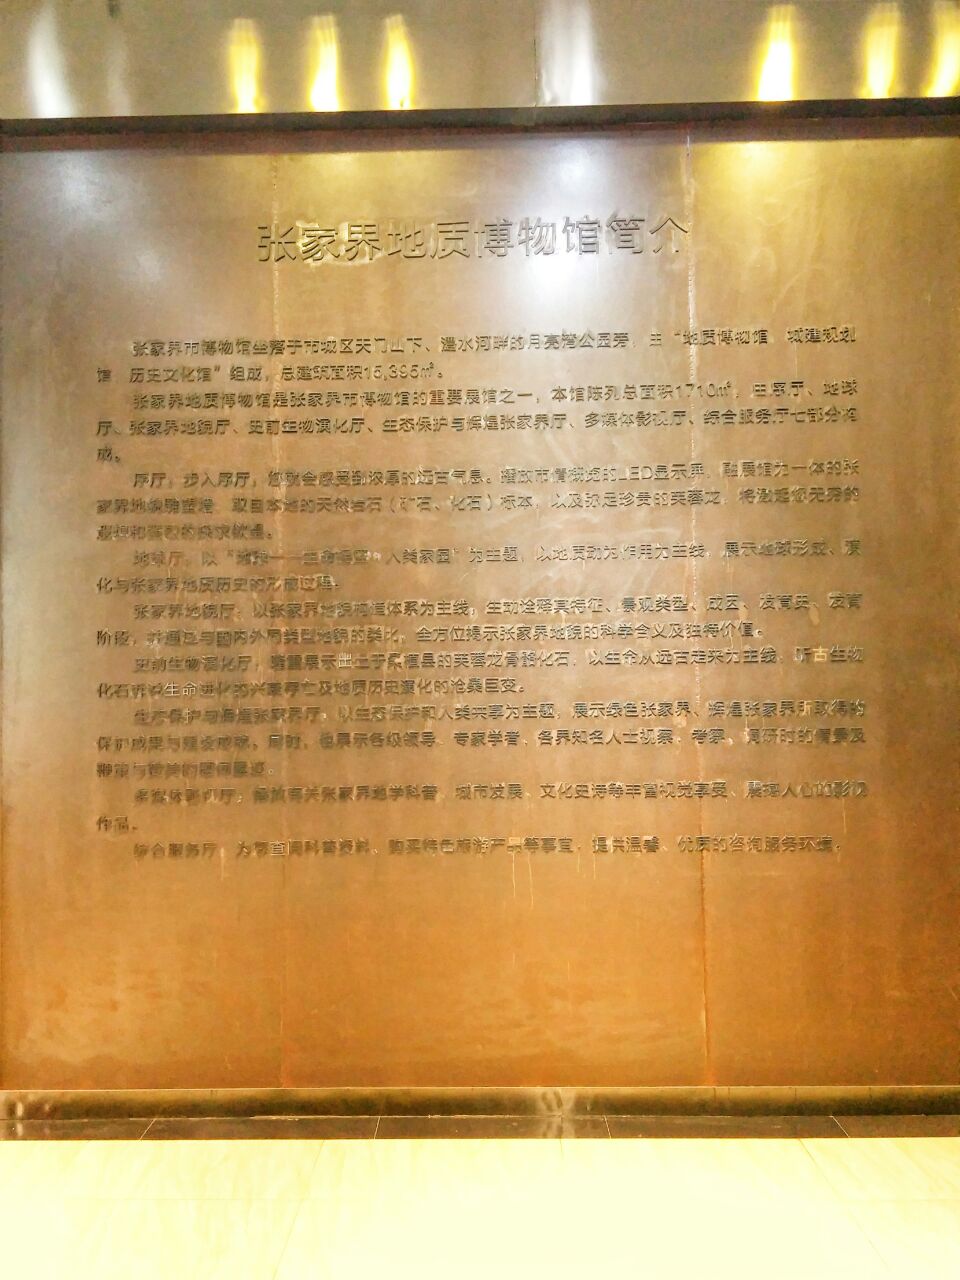 张家界地质博物馆简介
张家界市博物馆坐落于市城区天门山下、澧水河畔的月亮湾公园旁，由“地质博物馆、城建规划
馆、历史文化馆”组成，总建筑面积15,395㎡。
张家界地质博物馆是张家界市博物馆的重要展馆之一，本馆陈列总面积1710㎡，由序厅、地球
厅、张家界地貌厅、史前生物演化厅、生态保护与辉煌张家界厅、多媒体影视厅、综合服务厅七部分构
成。
序厅：步入序厅，您就会感受到浓厚的远古气息。播放市情概览的LED显示屏，融展馆为一体的张
家界地貌雕塑墙，取自本地的天然岩石（矿石、化石）标本，以及弥足珍贵的芙蓉龙，将激起您无穷的
的探求欲望。
地球厅：以“地球——生命摇篮，人类家园”为主题，以地质动力作用为主线，展示地球形成、演
化与张家界地质历史的形成过程。
张家界地貌厅：以张家界地貌构造体系为主线，生动诠释其特征、景观类型、成因、发育史、发育
阶段，并通过与国内外同类型地貌的类比，全方位揭示张家界地貌的科学含义及独特价值。
史前生物演化厅：着重展示出土于桑植县的芙蓉龙骨骼化石，以生命从远古走来为主线，听古生物
化石诉说生命进化的兴衰存亡及地质历史演化的沧桑巨变。
生态保护与辉煌张家界厅：以生态保护和人类共享为主题，展示绿色张家界、辉煌张家界所取得的
保护成果与建设成就。同时，也展示各级领导、专家学者、各界知名人士视察、考察、调研时的情景及
题词与赞美的
多媒体影视厅：播放有关张家界地学科普、城市发展、文化史诗等丰富视觉享受、震撼人心的影视
作品。
综合服务厅：为您查阅科普资料、购买特色旅游产品等事宜，提供温馨、优质的咨询服务环境。